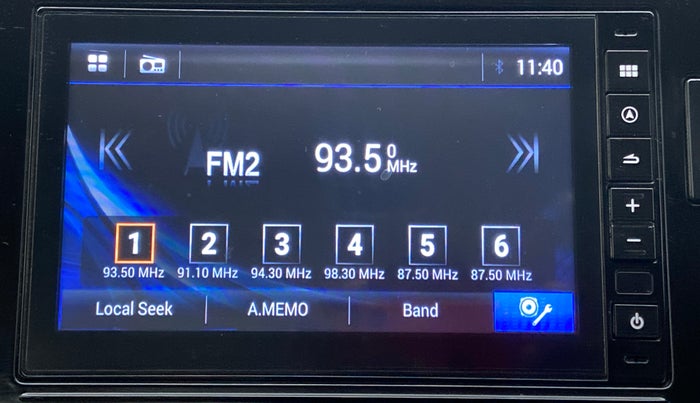 11:40
FM2 93.50 MHz
1 2 3 4 5 6
93.50 MHz 91.10 MHz 94.30 MHz 98.30 MHz 87.50 MHz 87.50 MHz
Local Seek A.MEMO Band